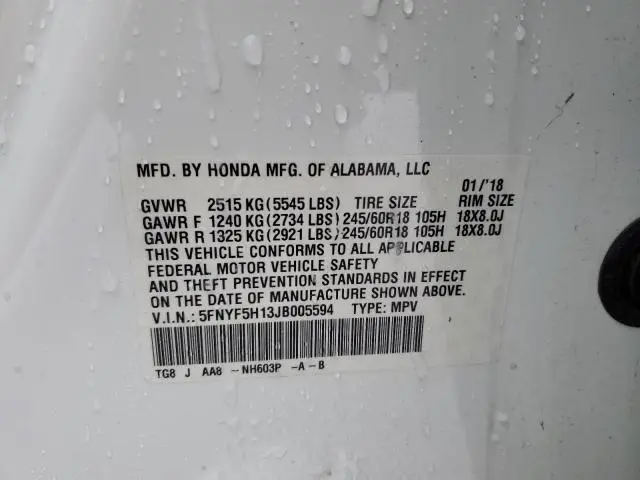 MFD. BY HONDA MFG. OF ALABAMA, LLC
01/'18
GVWR 2515 KG (5545 LBS) TIRE SIZE RIM SIZE
GAWR F 1240 KG (2734 LBS) 245/60R18 105H 18X8.0J
GAWR R 1325 KG (2921 LBS) 245/60R18 105H 18X8.0J
THIS VEHICLE CONFORMS TO ALL APPLICABLE
FEDERAL MOTOR VEHICLE SAFETY
AND THEFT PREVENTION STANDARDS IN EFFECT
ON THE DATE OF MANUFACTURE SHOWN ABOVE.
V.I.N.: 5FNYF5H13JB005594 TYPE: MPV
TG8 J AA8 -NH603P -A-B